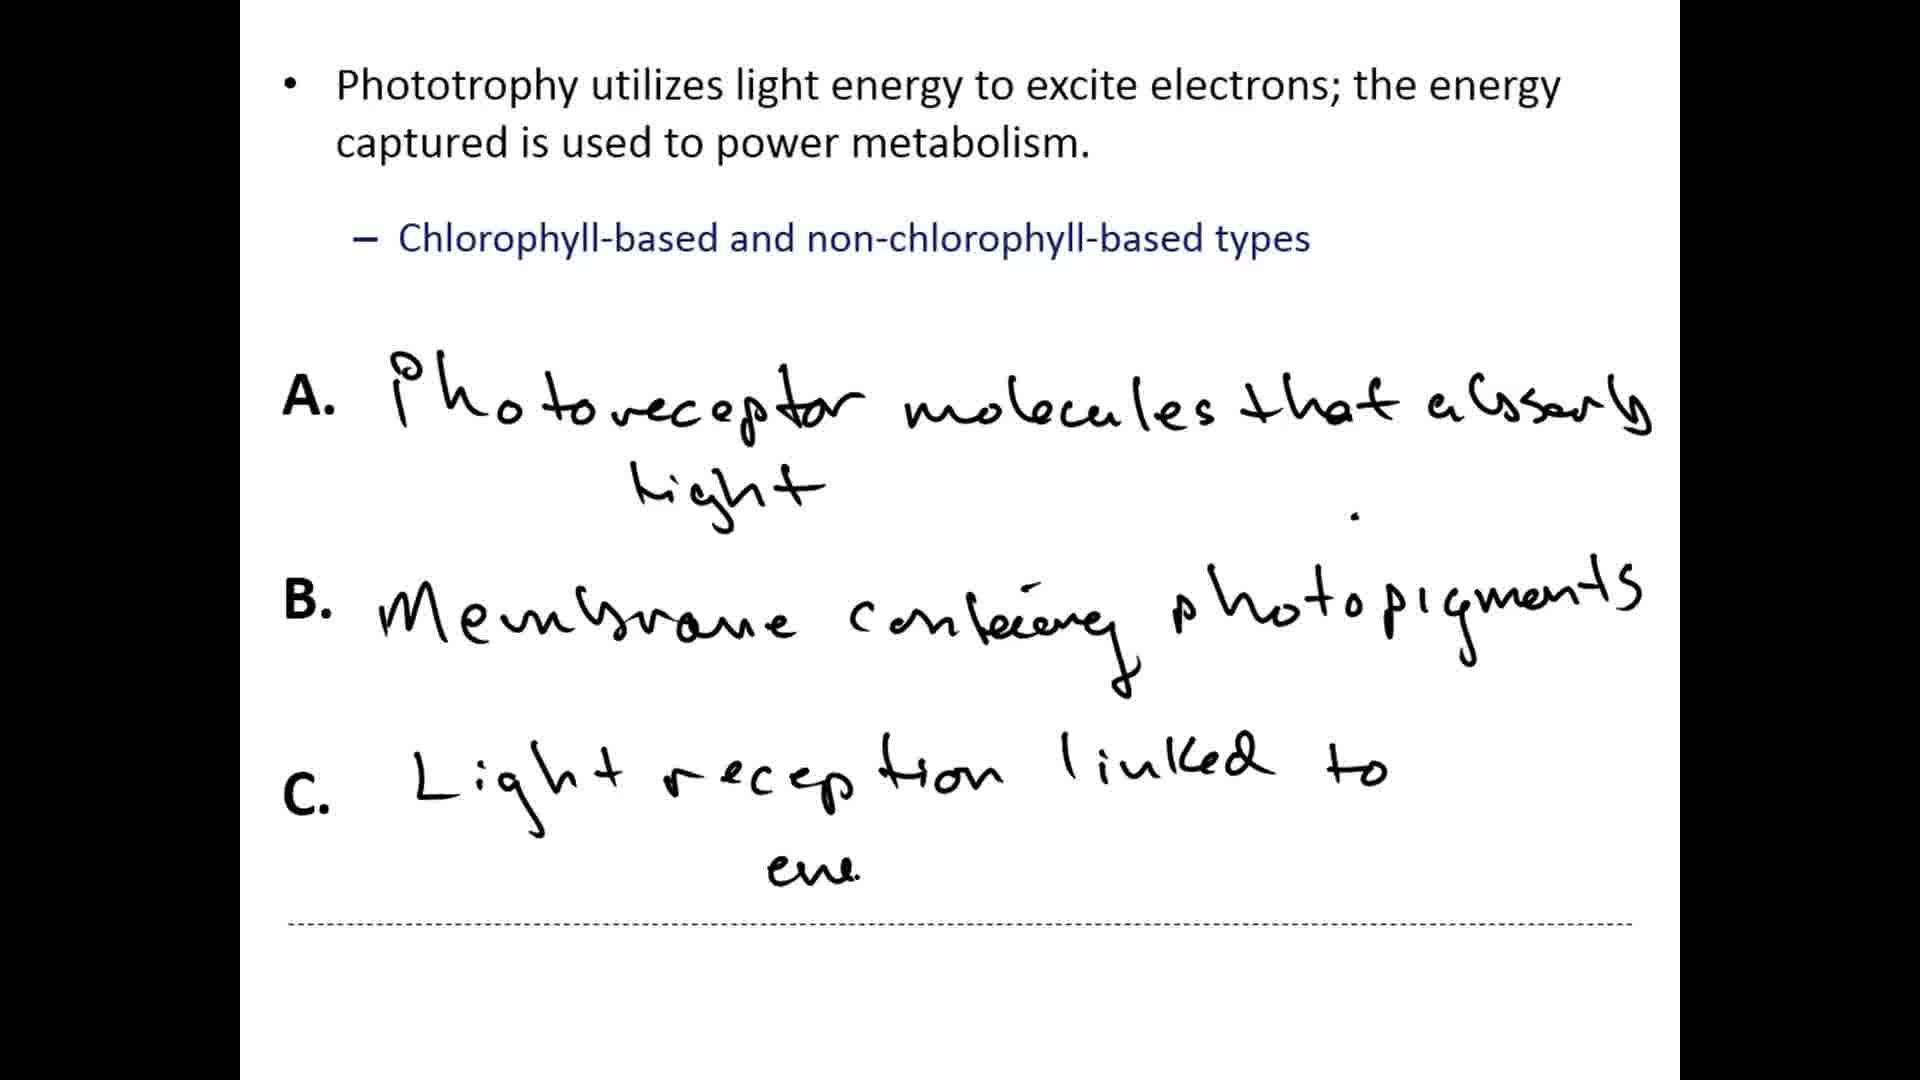 • Phototrophy utilizes light energy to excite electrons; the energy
captured is used to power metabolism.
– Chlorophyll-based and non-chlorophyll-based types
A. Photoreceptor molecules that absorb
light
B. Membrane containing photopigments
C. Light reception linked to
ene